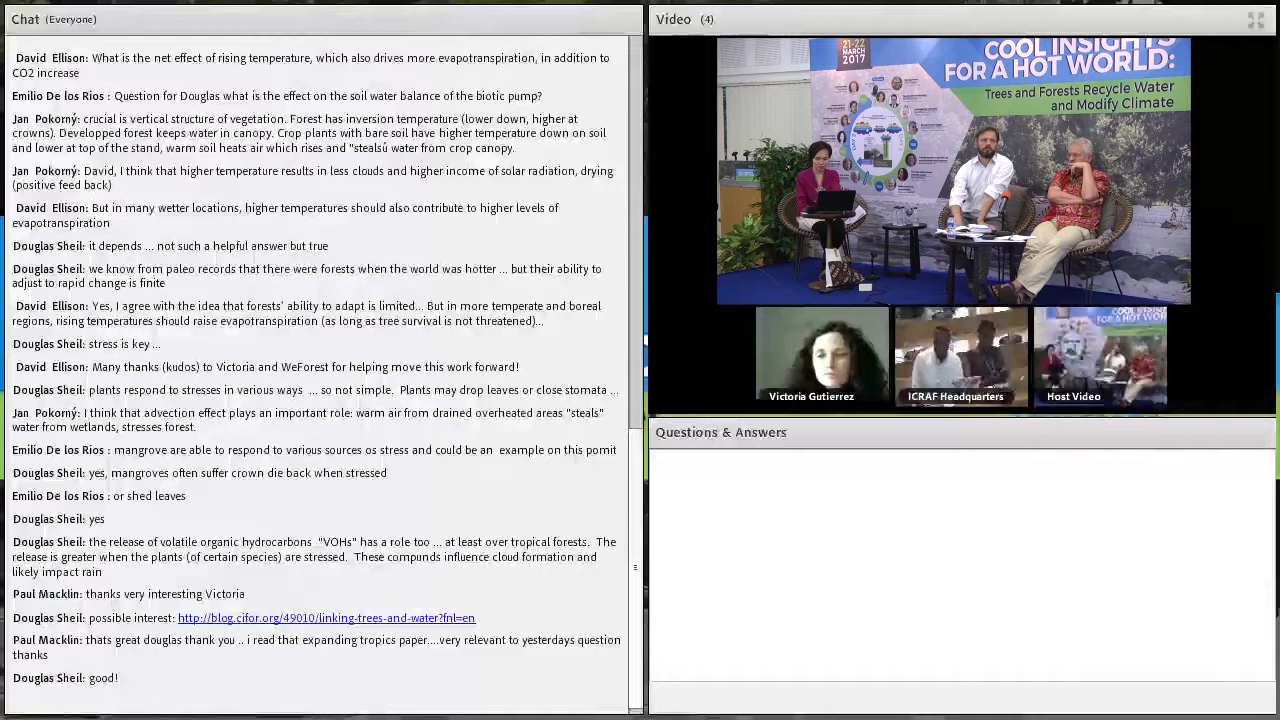 Chat (Everyone)
David Ellison: What is the net effect of rising temperature, which also drives more evapotranspiration, in addition to
CO2 increase
Emilio De los Rios : Question for Douglas what is the effect on the soil water balance of the biotic pump?
Jan Pokorný: crucial is vertical structure of vegetation. Forest has inversion temperature (lower down, higher at
crowns). Developped forest keeps water in canopy. Crop plants with bare soil have higher temperature down on soil
and lower at top of the stand, warm soil heats air which rises and "stealsú water from crop canopy.
Jan Pokorný: David, I think that higher temperature results in less clouds and higher income of solar radiation, drying
(positive feed back)
David Ellison: But in many wetter locations, higher temperatures should also contribute to higher levels of
evapotranspiration
Douglas Sheil: it depends ... not such a helpful answer but true
Douglas Sheil: we know from paleo records that there were forests when the world was hotter ... but their ability to
adjust to rapid change is finite
David Ellison: Yes, I agree with the idea that forests' ability to adapt is limited... But in more temperate and boreal
regions, rising temperatures should raise evapotranspiration (as long as tree survival is not threatened)...
Douglas Sheil: stress is key ...
David Ellison: Many thanks (kudos) to Victoria and WeForest for helping move this work forward!
Douglas Sheil: plants respond to stresses in various ways ... so not simple. Plants may drop leaves or close stomata ...
Jan Pokorný: I think that advection effect plays an important role: warm air from drained overheated areas "steals"
water from wetlands, stresses forest.
Emilio De los Rios : mangrove are able to respond to various sources os stress and could be an example on this pomit
Douglas Sheil: yes, mangroves often suffer crown die back when stressed
Emilio De los Rios : or shed leaves
Douglas Sheil: yes
Douglas Sheil: the release of volatile organic hydrocarbons "VOHs" has a role too ... at least over tropical forests. The
release is greater when the plants (of certain species) are stressed. These compunds influence cloud formation and
likely impact rain
Paul Macklin: thanks very interesting Victoria
Douglas Sheil: possible interest: http://blog.cifor.org/49010/linking-trees-and-water?fnl=en
Paul Macklin: thats great douglas thank you .. i read that expanding tropics paper....very relevant to yesterdays question
thanks
Douglas Sheil: good!
Video (4)
21-22
MARCH
2017
COOL INSIGHTS
FOR A HOT WORLD:
Trees and Forests Recycle Water
and Modify Climate
Victoria Gutierrez
ICRAF Headquarters
Host Video
Questions & Answers